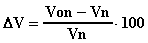 ΔV = Von − Vn / Vn · 100